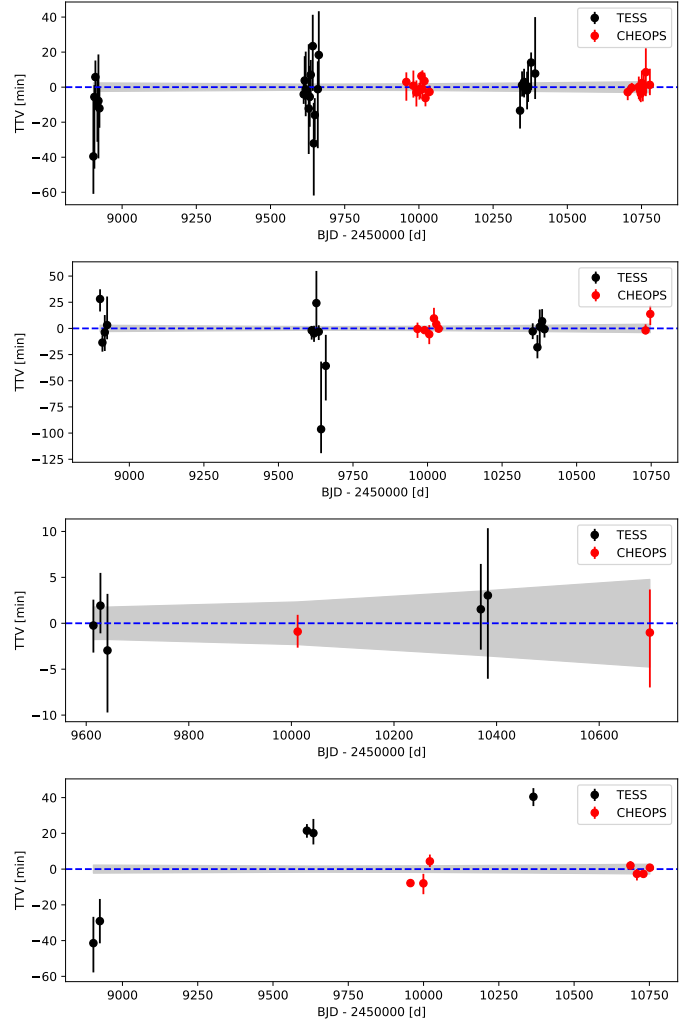 40
20
0
−20
−40
−60
TTV [min]
TESS
CHEOPS
9000 9250 9500 9750 10000 10250 10500 10750
BJD - 2450000 [d]
50
25
0
−25
−50
−75
−100
−125
TTV [min]
TESS
CHEOPS
9000 9250 9500 9750 10000 10250 10500 10750
BJD - 2450000 [d]
10
5
0
−5
−10
TTV [min]
TESS
CHEOPS
9600 9800 10000 10200 10400 10600
BJD - 2450000 [d]
40
20
0
−20
−40
−60
TTV [min]
TESS
CHEOPS
9000 9250 9500 9750 10000 10250 10500 10750
BJD - 2450000 [d]